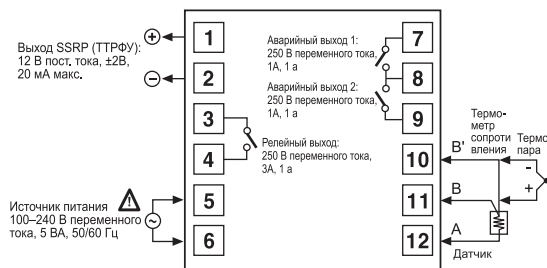 Выход SSRP (ТТРФУ):
12 В пост. тока, ±2В,
20 мА макс.
+
−
1
2
3
4
5
6
Источник питания
100–240 В переменного
тока, 5 ВА, 50/60 Гц
Аварийный выход 1:
250 В переменного тока,
1А, 1 а
Аварийный выход 2:
250 В переменного тока,
1А, 1 а
Релейный выход:
250 В переменного тока,
3А, 1 а
7
8
9
10
11
12
Термо-
метр
сопроти
вления
Термо
пара
B'
B
A
-
+
Датчик